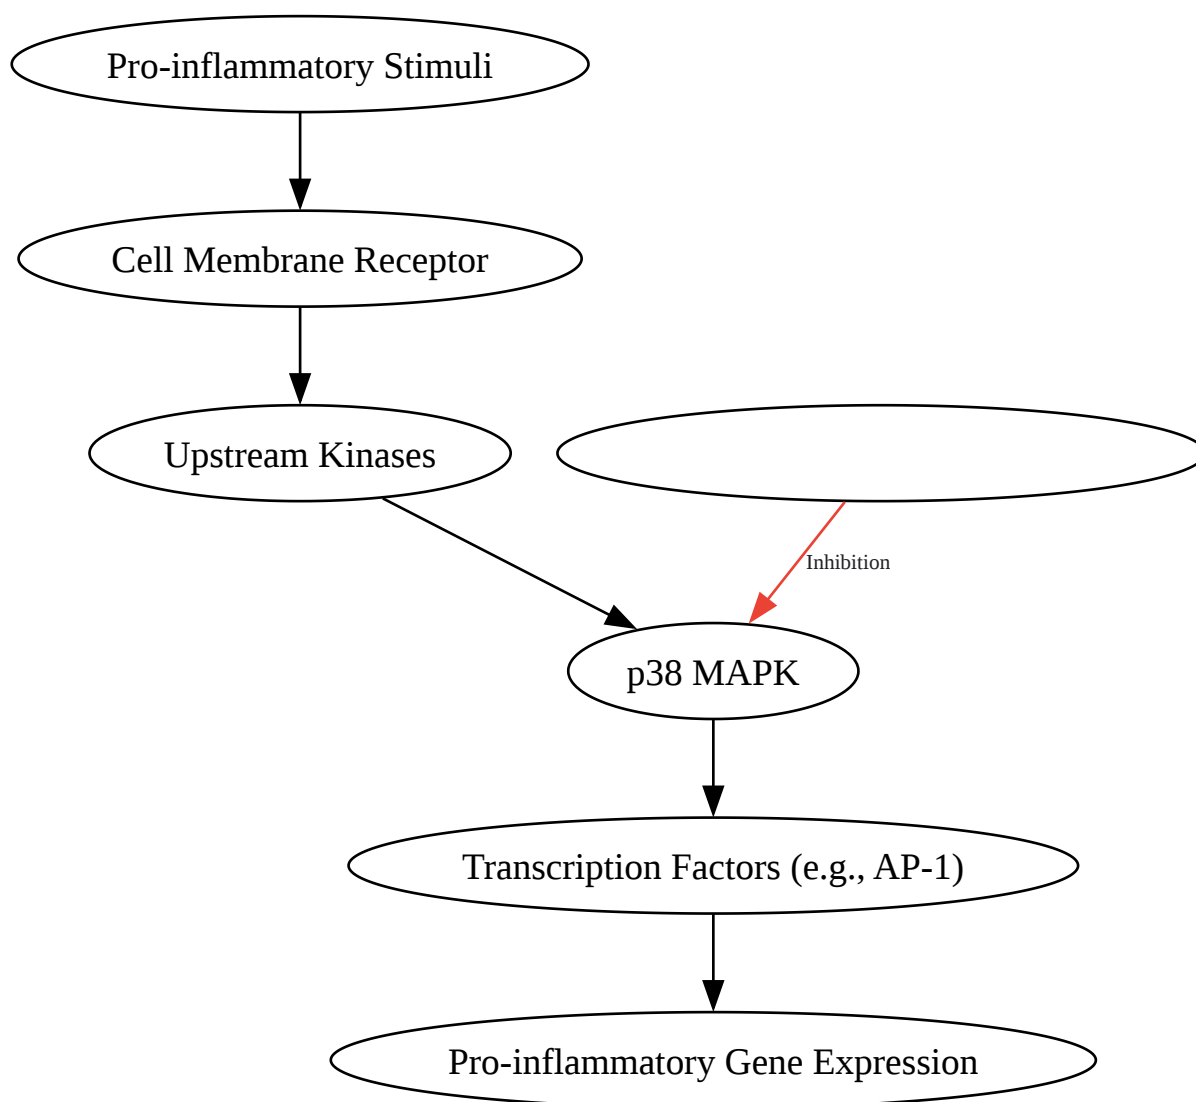 Pro-inflammatory Stimuli
Cell Membrane Receptor
Upstream Kinases
Inhibition
p38 MAPK
Transcription Factors (e.g., AP-1)
Pro-inflammatory Gene Expression